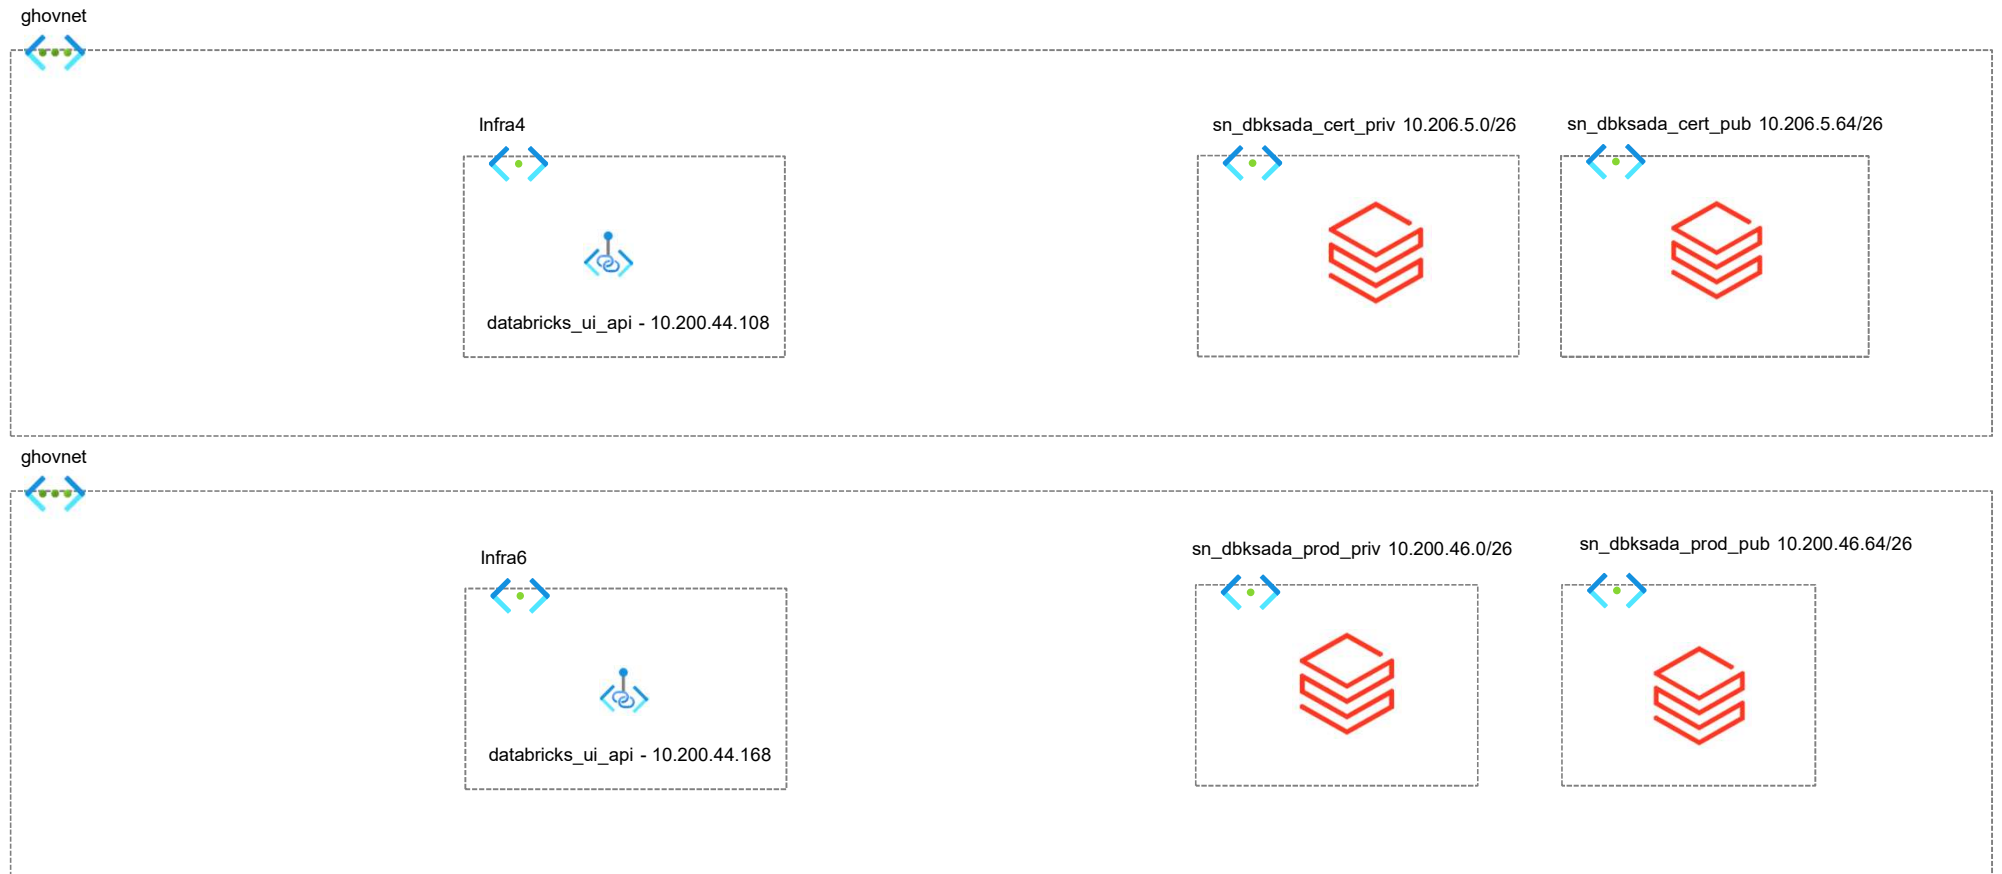 ghovnet
Infra4
sn_dbksada_cert_priv 10.206.5.0/26
sn_dbksada_cert_pub 10.206.5.64/26
databricks_ui_api - 10.200.44.108
ghovnet
Infra6
sn_dbksada_prod_priv 10.200.46.0/26
sn_dbksada_prod_pub 10.200.46.64/26
databricks_ui_api - 10.200.44.168